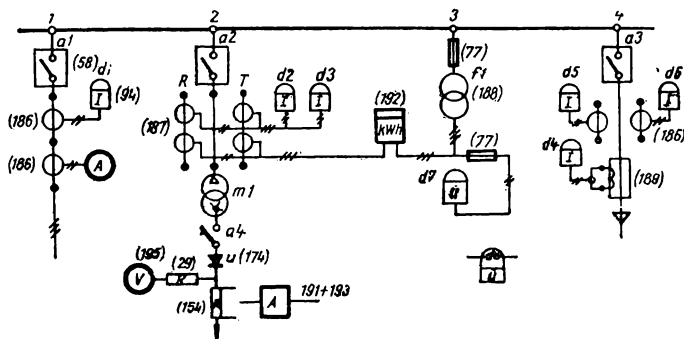 1 2 3 4
a1 a2 a3
(58) (77)
di R T d2 d3 f1 d5 d6
I (94) I I (192) (188) I I
(186) (187) kWh (186)
(77) d4
(186) A d7 I (189)
m1 u
a4
(195) (29) u (174)
V R ü
(154) A 191+193